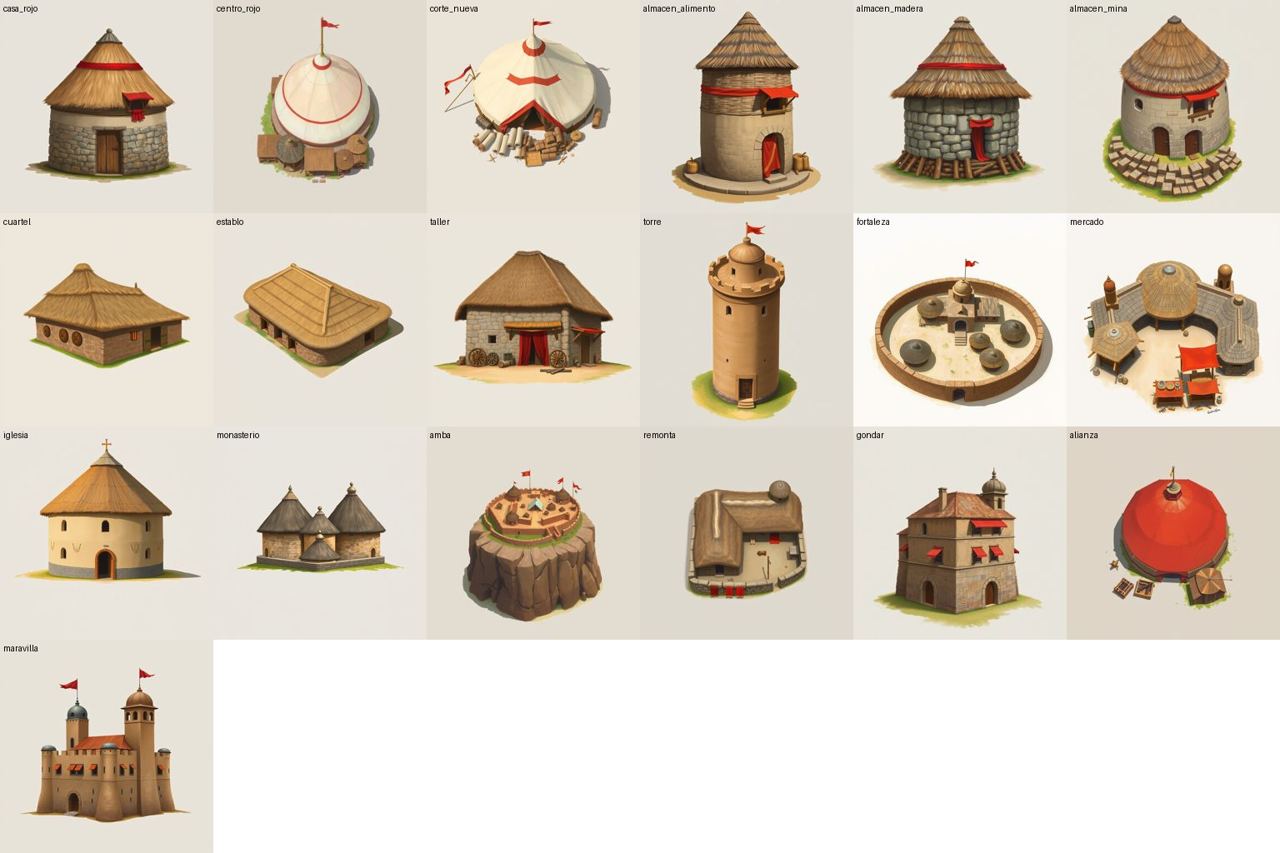 casa_rojo
centro_rojo
corte_nueva
almacen_alimento
almacen_madera
almacen_mina
cuartel
establo
taller
torre
fortaleza
mercado
iglesia
monasterio
amba
remonta
gondar
alianza
maravilla